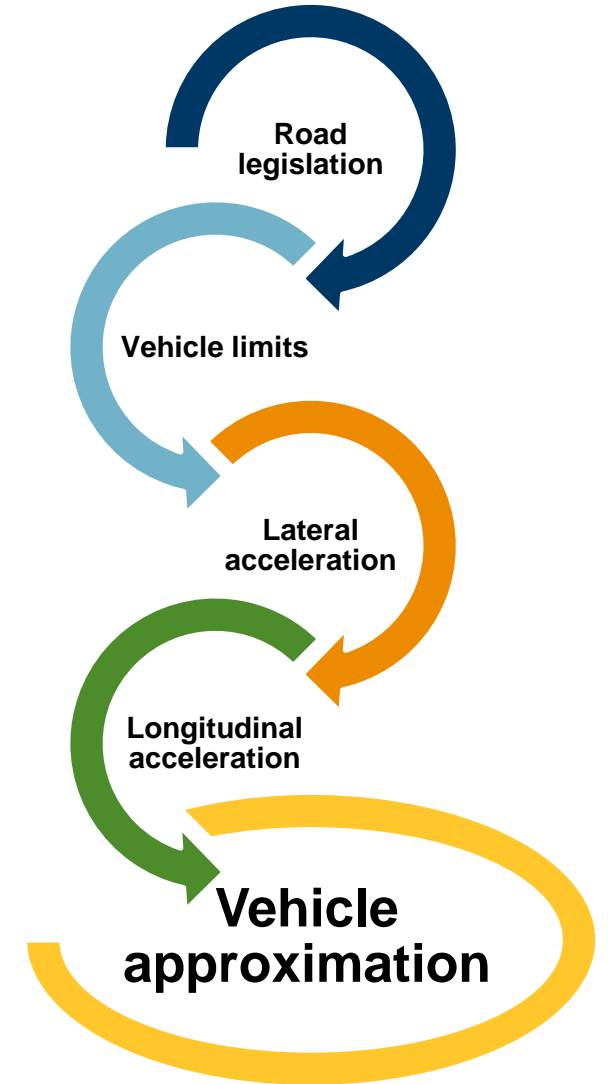 Road
legislation
Vehicle limits
Lateral
acceleration
Longitudinal
acceleration
Vehicle
approximation